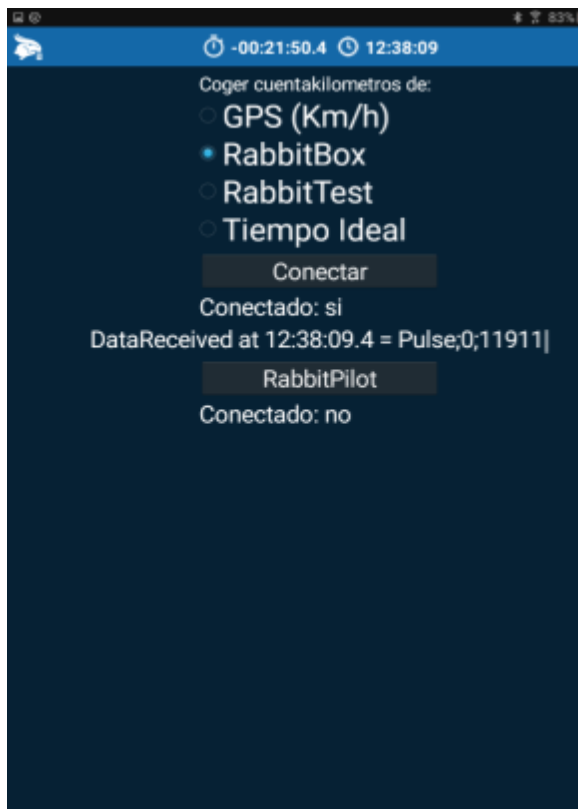 83%
-00:21:50.4 12:38:09
Coger cuentakilometros de:
GPS (Km/h)
RabbitBox
RabbitTest
Tiempo Ideal
Conectar
Conectado: si
DataReceived at 12:38:09.4 = Pulse;0;11911|
RabbitPilot
Conectado: no